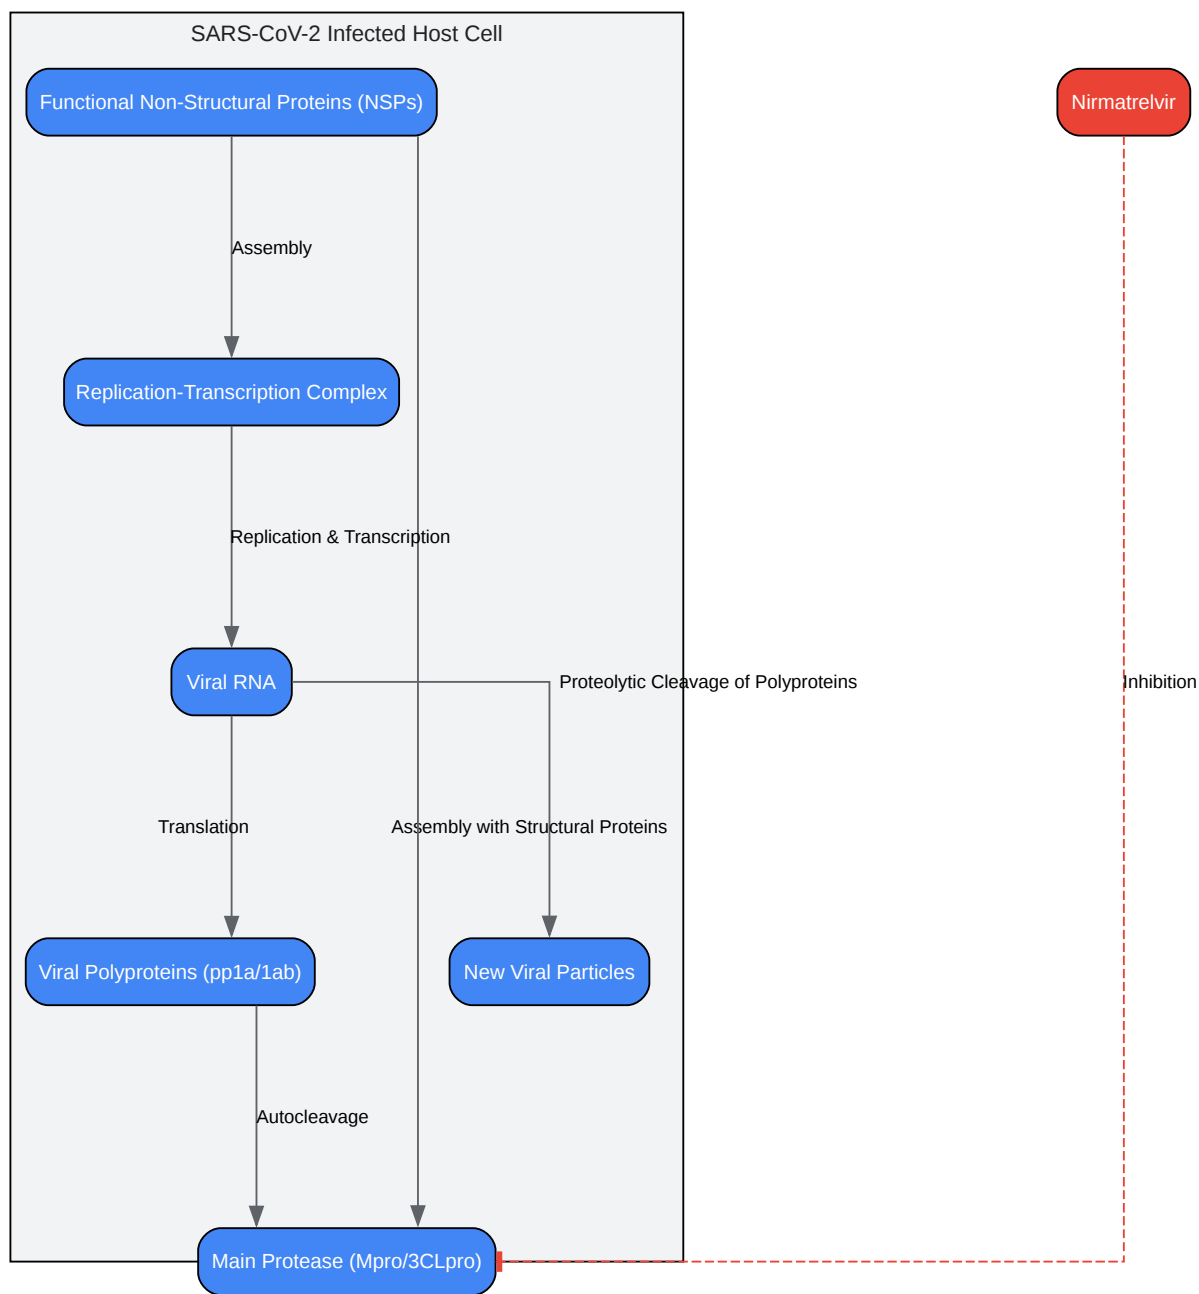 SARS-CoV-2 Infected Host Cell
Functional Non-Structural Proteins (NSPs)
Nirmatrelvir
Assembly
Replication-Transcription Complex
Replication & Transcription
Viral RNA
Proteolytic Cleavage of Polyproteins
Inhibition
Translation
Assembly with Structural Proteins
Viral Polyproteins (pp1a/1ab)
New Viral Particles
Autocleavage
Main Protease (Mpro/3CLpro)